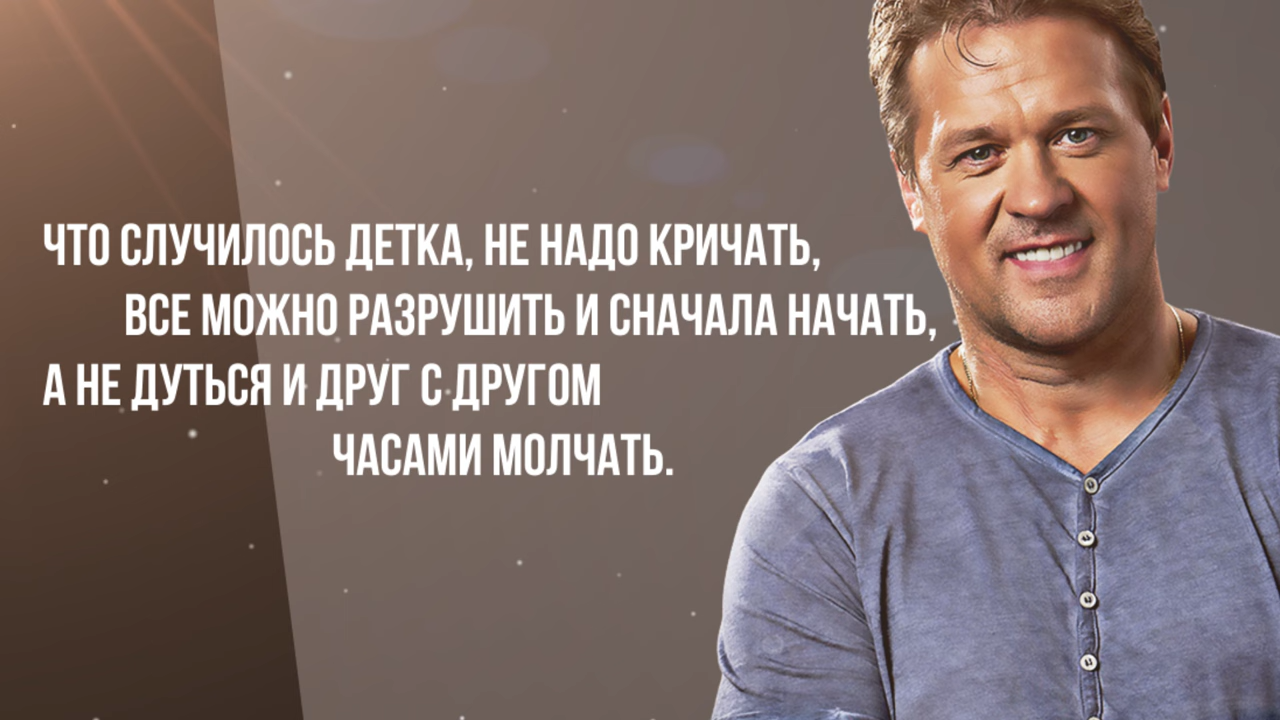 ЧТО СЛУЧИЛОСЬ ДЕТКА, НЕ НАДО КРИЧАТЬ,
ВСЕ МОЖНО РАЗРУШИТЬ И СНАЧАЛА НАЧАТЬ,
А НЕ ДУТЬСЯ И ДРУГ С ДРУГОМ
ЧАСАМИ МОЛЧАТЬ.